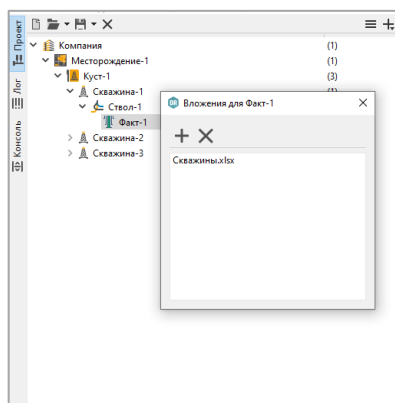 Проект
Лог
Консоль
Компания (1)
Месторождение-1 (1)
Куст-1 (3)
Скважина-1 (1)
Ствол-1
Факт-1
Скважина-2
Скважина-3
Вложения для Факт-1
Скважины.xlsx